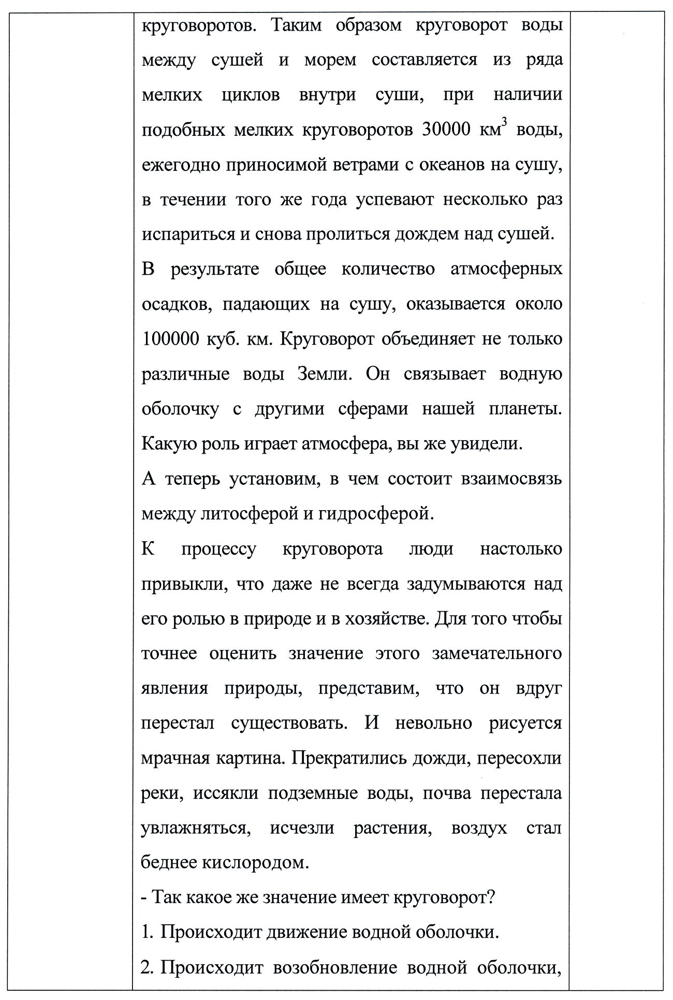 круговоротов. Таким образом круговорот воды
между сушей и морем составляется из ряда
мелких циклов внутри суши, при наличии
подобных мелких круговоротов 30000 км³ воды,
ежегодно приносимой ветрами с океанов на сушу,
в течении того же года успевают несколько раз
испариться и снова пролиться дождем над сушей.
В результате общее количество атмосферных
осадков, падающих на сушу, оказывается около
100000 куб. км. Круговорот объединяет не только
различные воды Земли. Он связывает водную
оболочку с другими сферами нашей планеты.
Какую роль играет атмосфера, вы же увидели.
А теперь установим, в чем состоит взаимосвязь
между литосферой и гидросферой.
К процессу круговорота люди настолько
привыкли, что даже не всегда задумываются над
его ролью в природе и в хозяйстве. Для того чтобы
точнее оценить значение этого замечательного
явления природы, представим, что он вдруг
перестал существовать. И невольно рисуется
мрачная картина. Прекратились дожди, пересохли
реки, иссякли подземные воды, почва перестала
увлажняться, исчезли растения, воздух стал
беднее кислородом.
- Так какое же значение имеет круговорот?
1. Происходит движение водной оболочки.
2. Происходит возобновление водной оболочки,